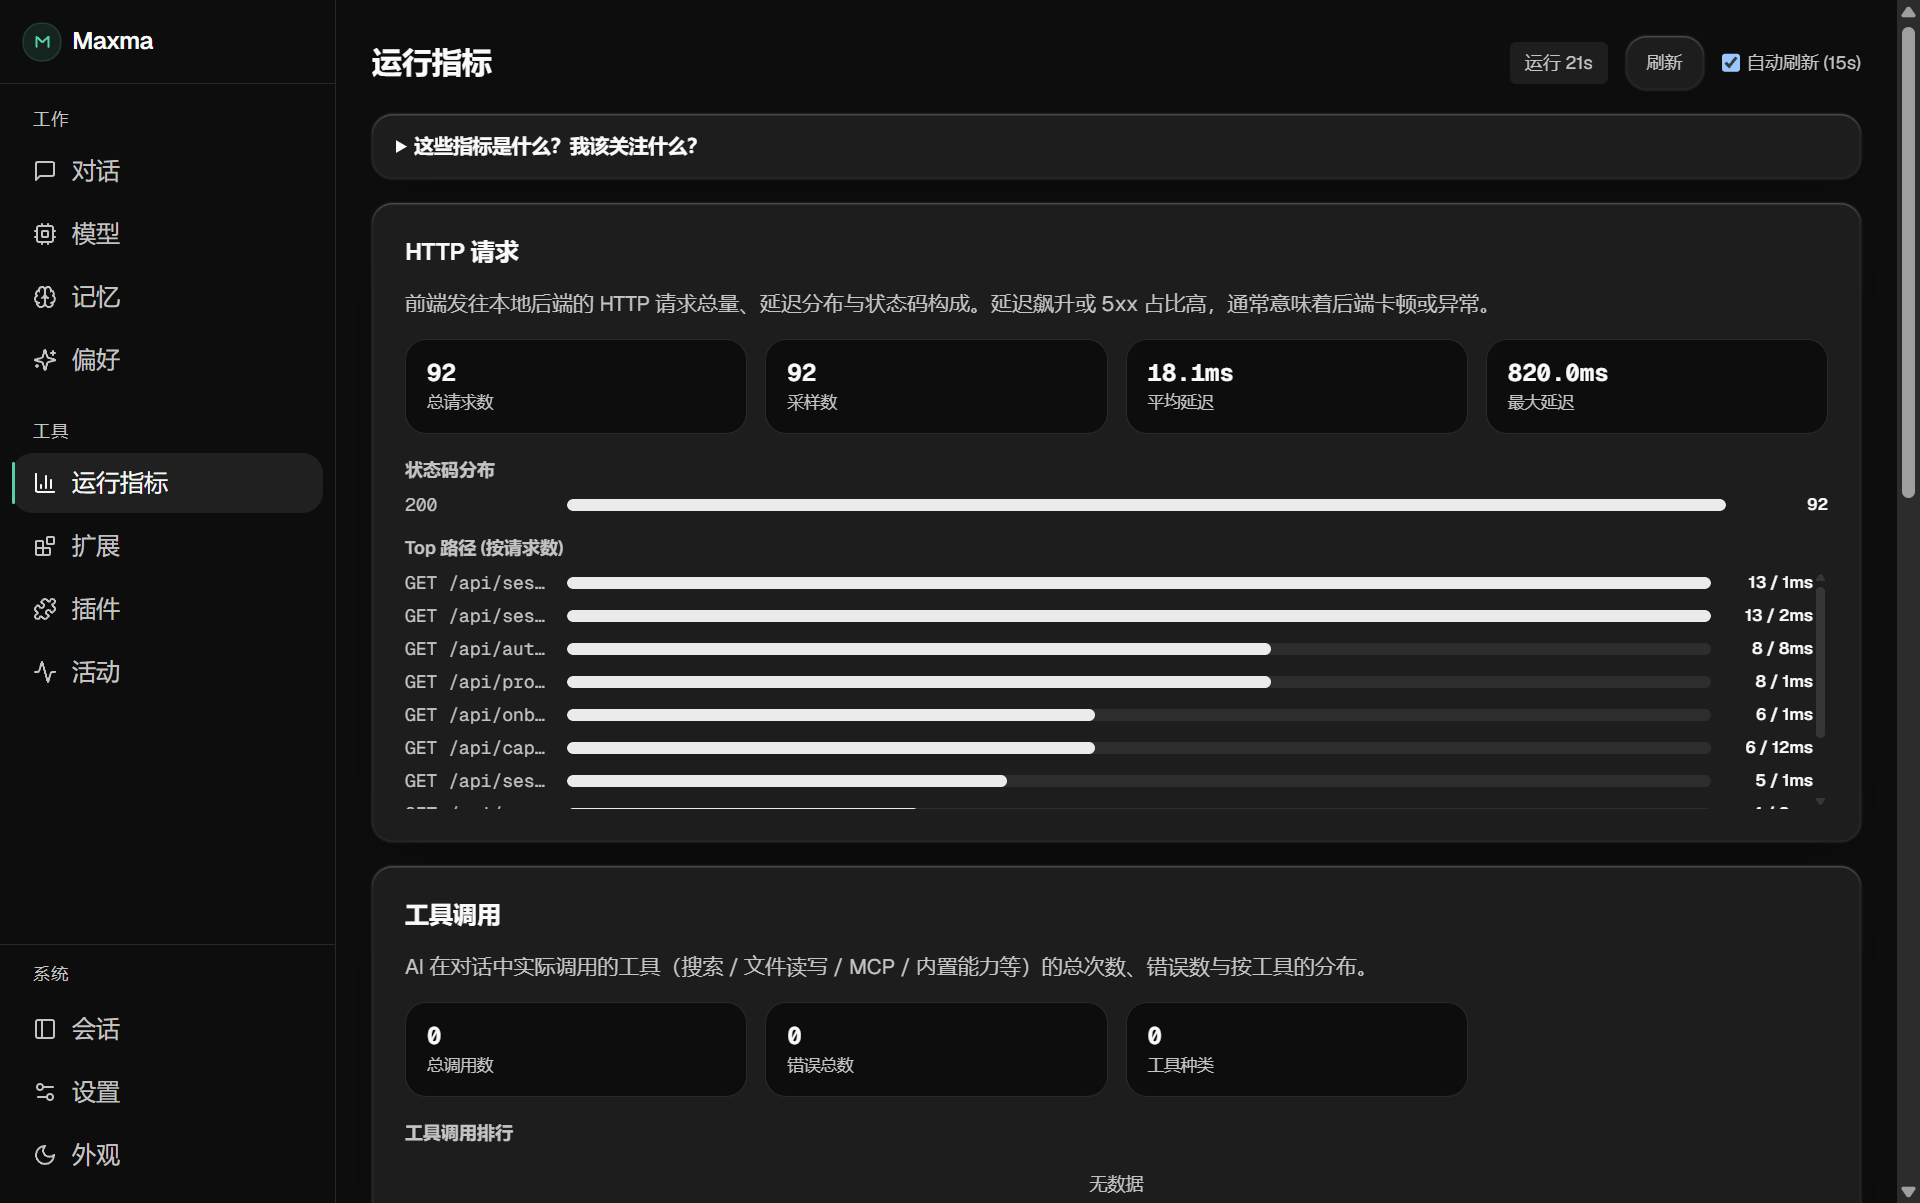 Maxma
工作
对话
模型
记忆
偏好
工具
运行指标
扩展
插件
活动
系统
会话
设置
外观
运行指标
运行 21s
刷新
自动刷新 (15s)
这些指标是什么？我该关注什么？
HTTP 请求
前端发往本地后端的 HTTP 请求总量、延迟分布与状态码构成。延迟飙升或 5xx 占比高，通常意味着后端卡顿或异常。
92
总请求数
92
采样数
18.1ms
平均延迟
820.0ms
最大延迟
状态码分布
200 92
Top 路径 (按请求数)
GET /api/ses… 13 / 1ms
GET /api/ses… 13 / 2ms
GET /api/aut… 8 / 8ms
GET /api/pro… 8 / 1ms
GET /api/onb… 6 / 1ms
GET /api/cap… 6 / 12ms
GET /api/ses… 5 / 1ms
工具调用
AI 在对话中实际调用的工具（搜索 / 文件读写 / MCP / 内置能力等）的总次数、错误数与按工具的分布。
0
总调用数
0
错误总数
0
工具种类
工具调用排行
无数据